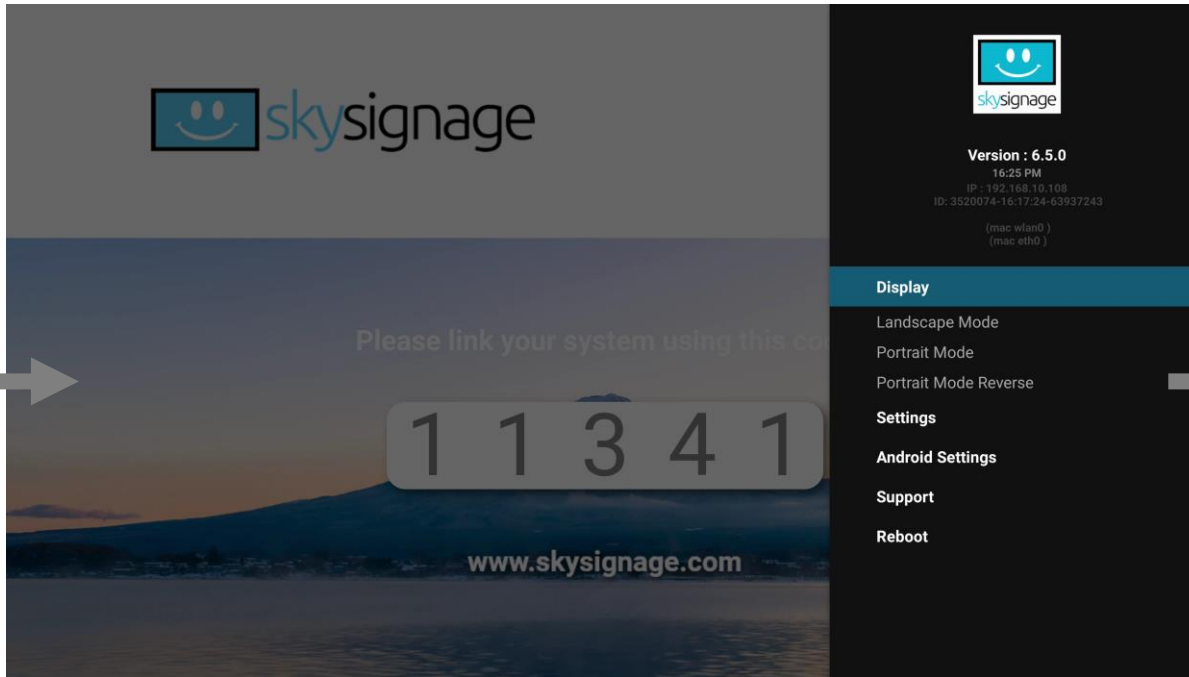 skysignage
Please link your system using this co
1 1 3 4 1
www.skysignage.com
skysignage
Version : 6.5.0
16:25 PM
IP : 192.168.10.108
ID: 3520074-16:17:24-63937243
(mac wlan0 )
(mac eth0 )
Display
Landscape Mode
Portrait Mode
Portrait Mode Reverse
Settings
Android Settings
Support
Reboot